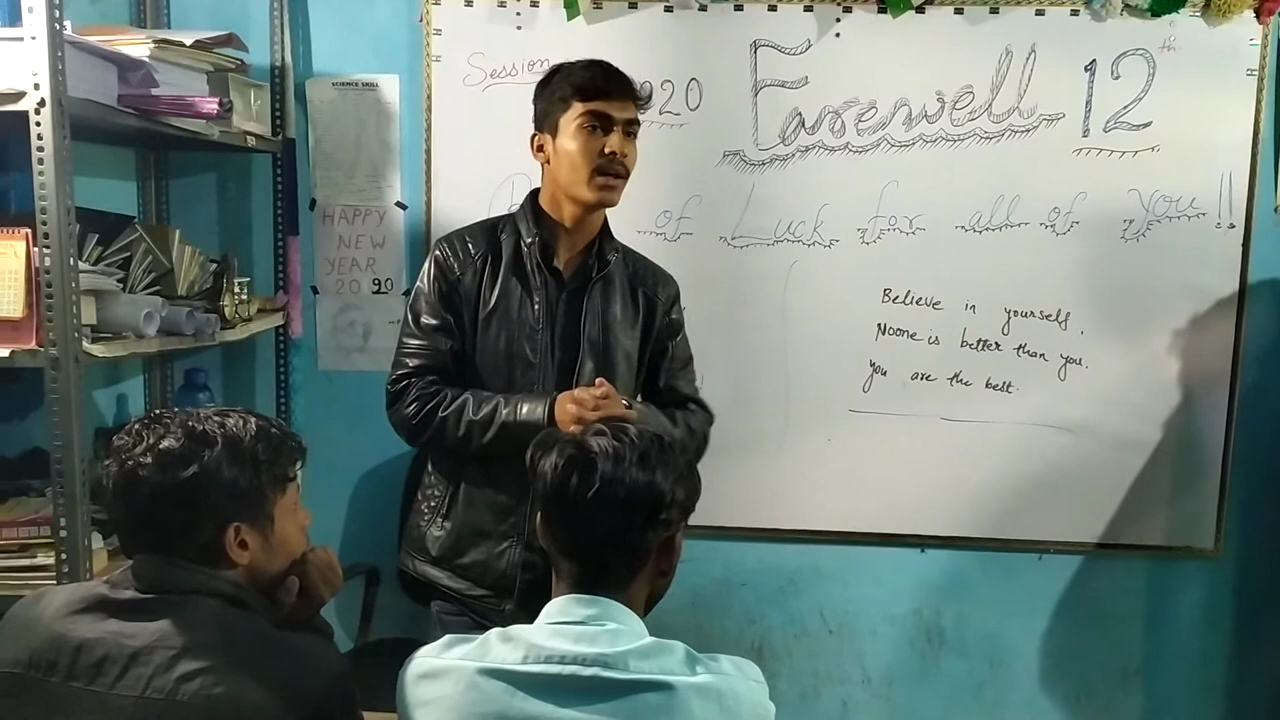 SCIENCE SKILL
HAPPY
NEW
YEAR
2020
Session 2020
Farewell 12th
of Luck for all of You!!
Believe in yourself.
Noone is better than you.
you are the best.